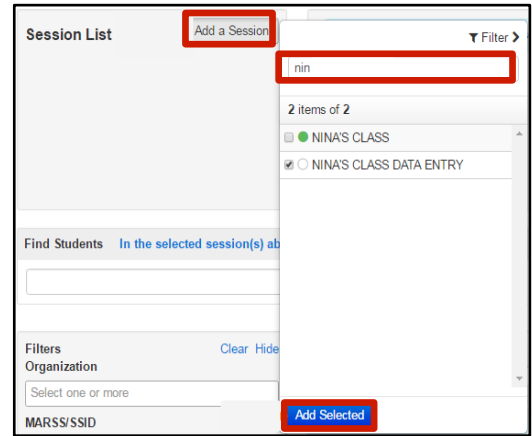 Session List
Add a Session
Filter
nin
2 items of 2
NINA'S CLASS
NINA'S CLASS DATA ENTRY
Find Students In the selected session(s) ab
Filters
Clear Hide
Organization
Select one or more
MARSS/SSID
Add Selected